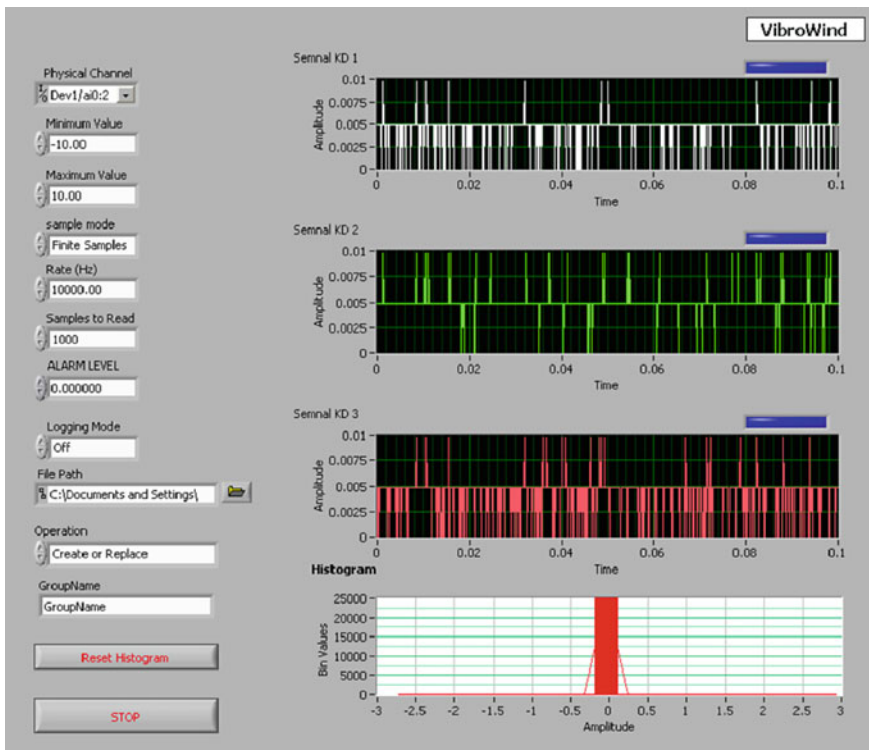 VibroWind
Physical Channel
Dev1/ai0:2
Minimum Value
-10.00
Maximum Value
10.00
sample mode
Finite Samples
Rate (Hz)
10000.00
Samples to Read
1000
ALARM LEVEL
0.000000
Logging Mode
Off
File Path
C:\Documents and Settings\
Operation
Create or Replace
GroupName
GroupName
Reset Histogram
STOP
Semnal KD 1
Amplitude
0.01
0.0075
0.005
0.0025
0
0 0.02 0.04 0.06 0.08 0.1
Time
Semnal KD 2
Amplitude
0.01
0.0075
0.005
0.0025
0
0 0.02 0.04 0.06 0.08 0.1
Time
Semnal KD 3
Amplitude
0.01
0.0075
0.005
0.0025
0
0 0.02 0.04 0.06 0.08 0.1
Time
Histogram
Bin Values
25000
20000
15000
10000
5000
0
-3 -2.5 -2 -1.5 -1 -0.5 0 0.5 1 1.5 2 2.5 3
Amplitude